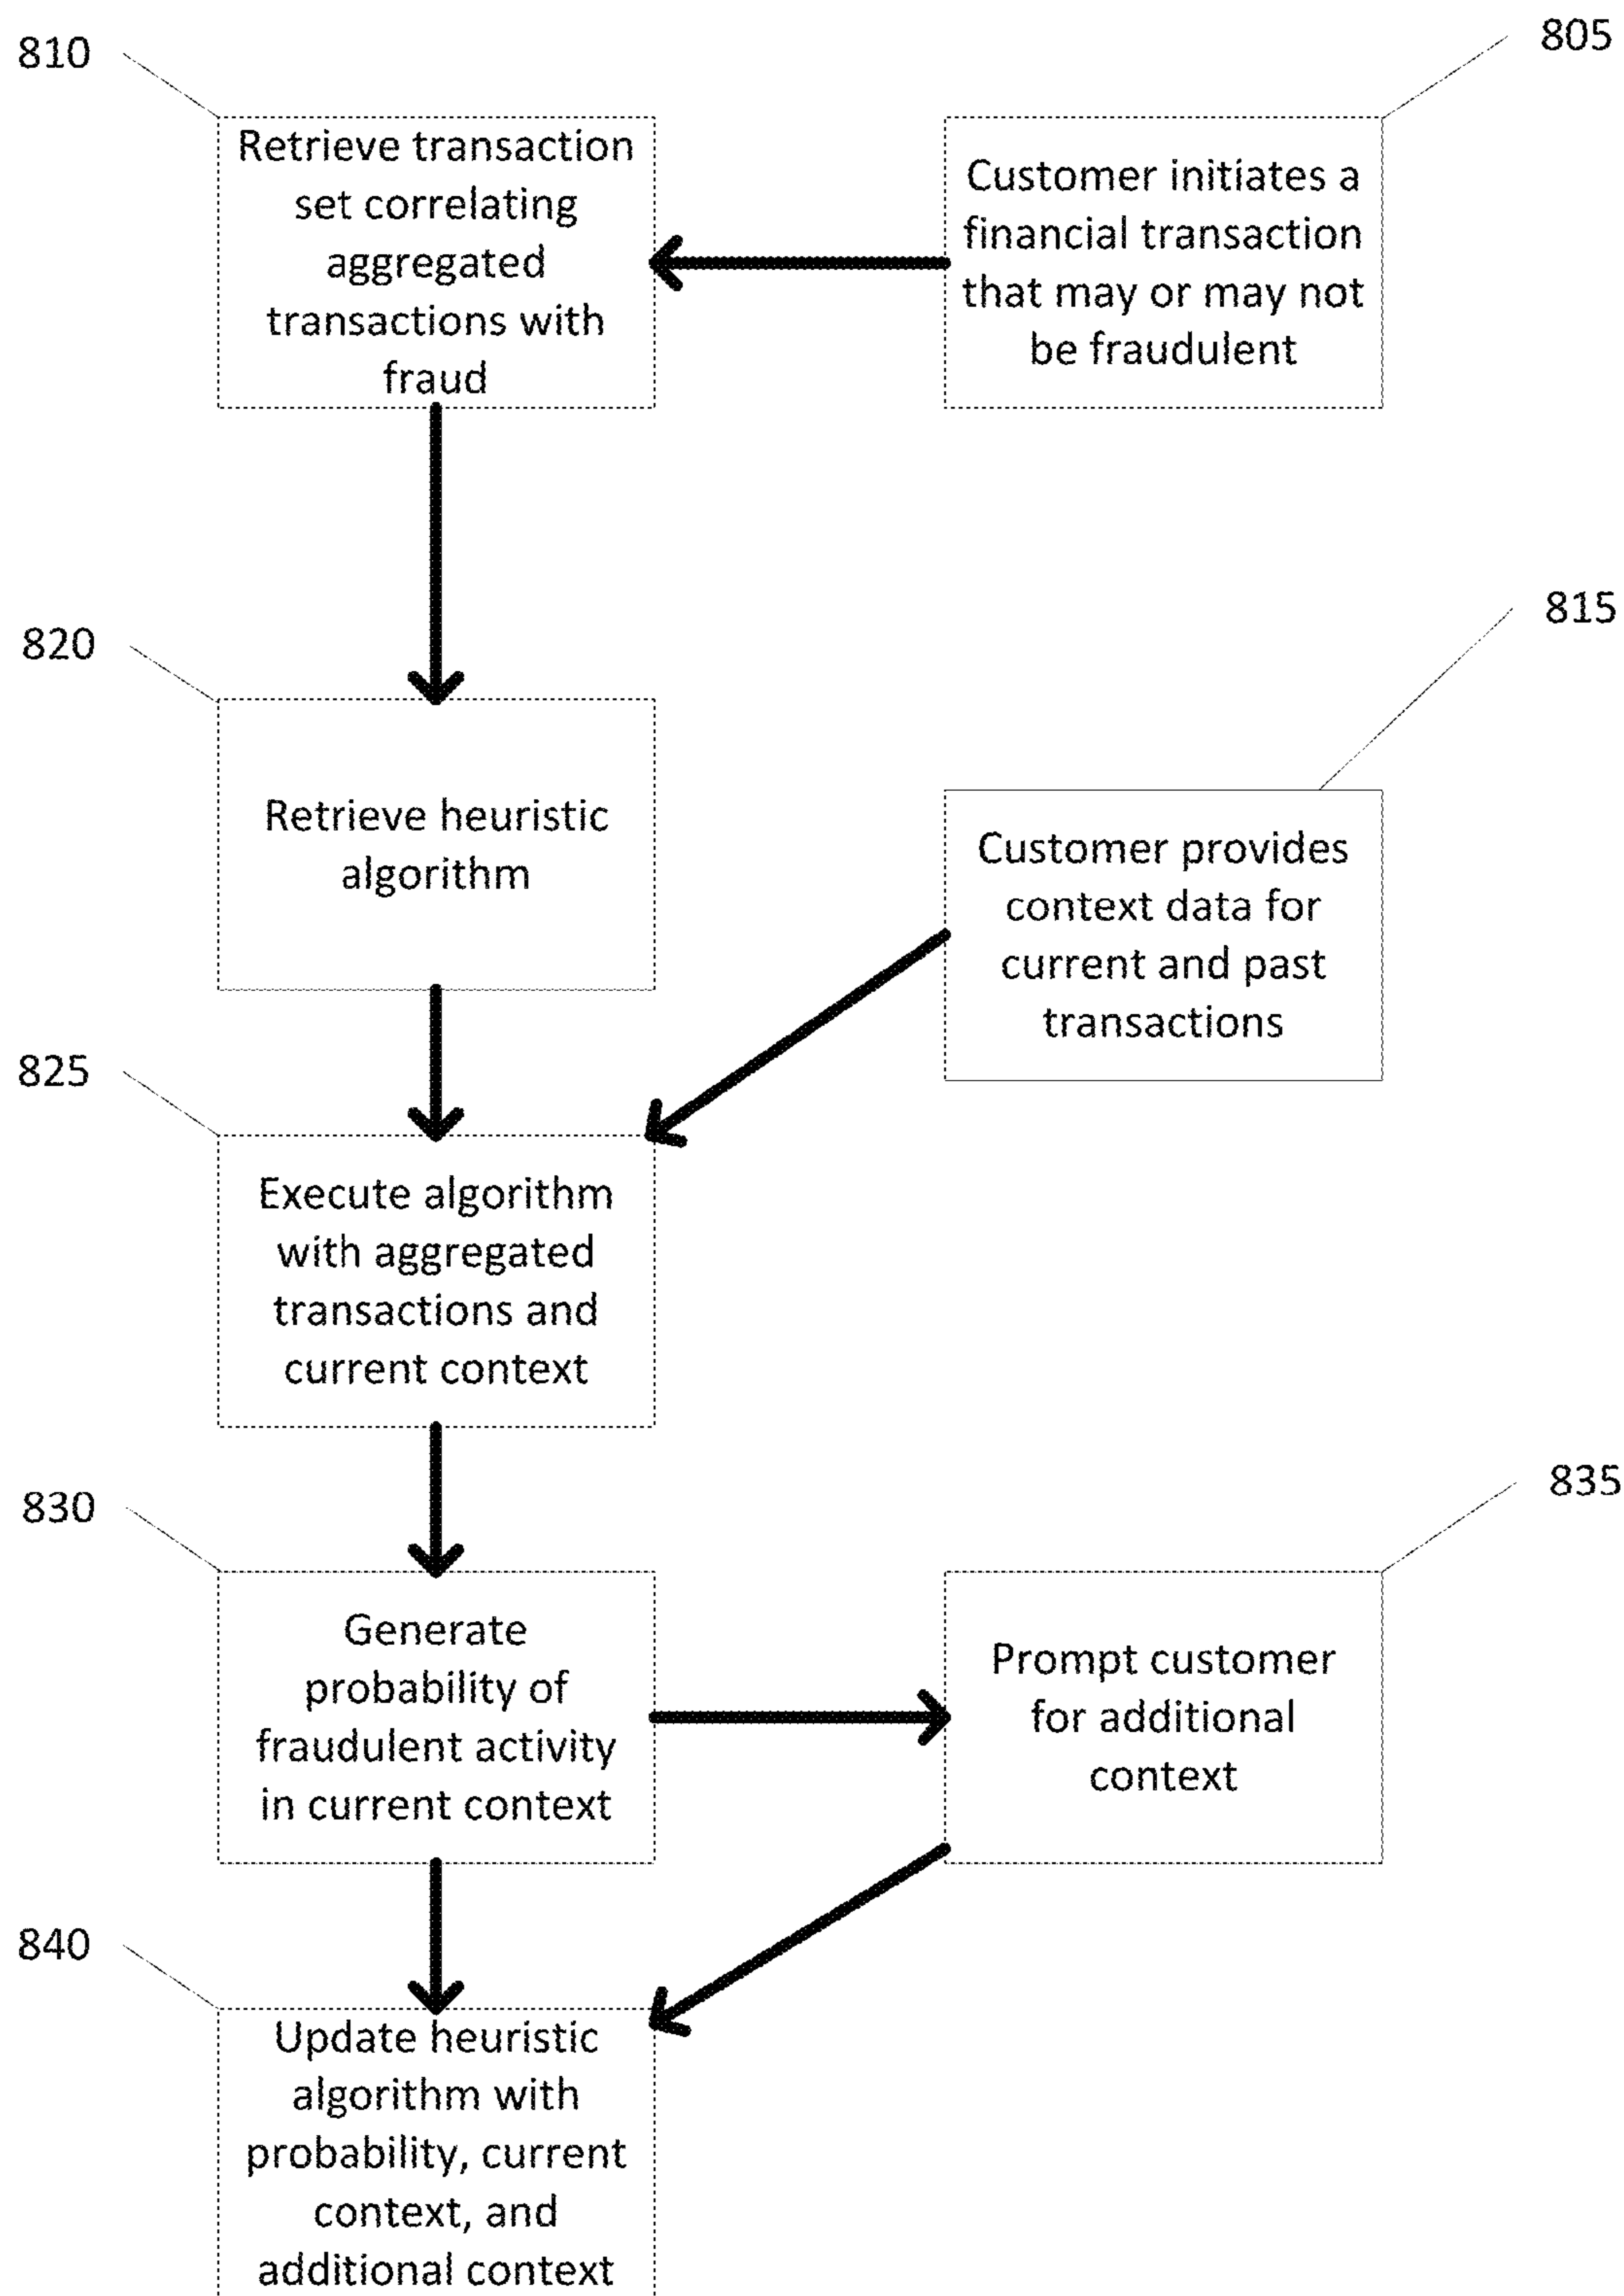 810
805
Retrieve transaction
set correlating
aggregated
transactions with
fraud
Customer initiates a
financial transaction
that may or may not
be fraudulent
820
815
Retrieve heuristic
algorithm
Customer provides
context data for
current and past
transactions
825
Execute algorithm
with aggregated
transactions and
current context
830
835
Generate
probability of
fraudulent activity
in current context
Prompt customer
for additional
context
840
Update heuristic
algorithm with
probability, current
context, and
additional context